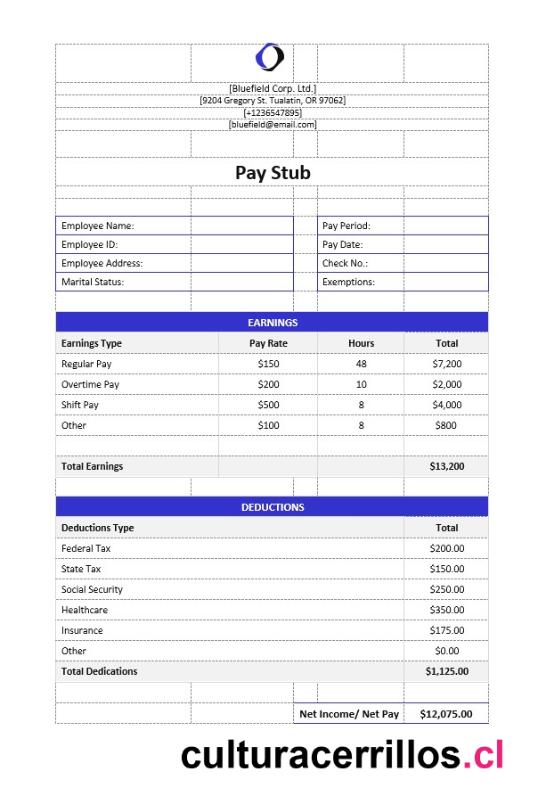 [Bluefield Corp. Ltd.]
[9204 Gregory St. Tualatin, OR 97062]
[+1236547895]
[bluefield@email.com]
Pay Stub
Employee Name: Pay Period:
Employee ID: Pay Date:
Employee Address: Check No.:
Marital Status: Exemptions:
EARNINGS
Earnings Type Pay Rate Hours Total
Regular Pay $150 48 $7,200
Overtime Pay $200 10 $2,000
Shift Pay $500 8 $4,000
Other $100 8 $800
Total Earnings $13,200
DEDUCTIONS
Deductions Type Total
Federal Tax $200.00
State Tax $150.00
Social Security $250.00
Healthcare $350.00
Insurance $175.00
Other $0.00
Total Dedications $1,125.00
Net Income/ Net Pay $12,075.00
culturacerrillos.cl